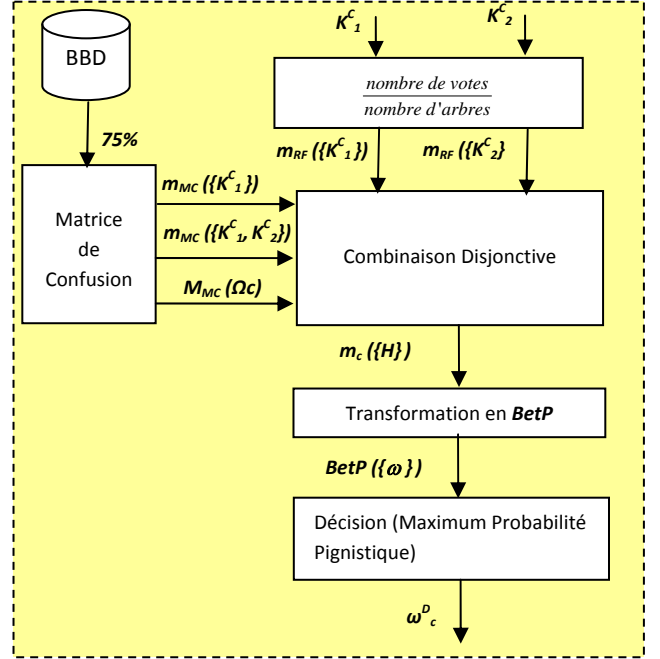 K^C_1
K^C_2
BBD
nombre de votes
nombre d'arbres
75%
m_RF ({K^C_1})
m_RF ({K^C_2}
m_MC ({K^C_1})
Matrice
de
Confusion
m_MC ({K^C_1, K^C_2})
M_MC (Ωc)
Combinaison Disjonctive
m_c ({H})
Transformation en BetP
BetP ({ω})
Décision (Maximum Probabilité
Pignistique)
ω^D_c